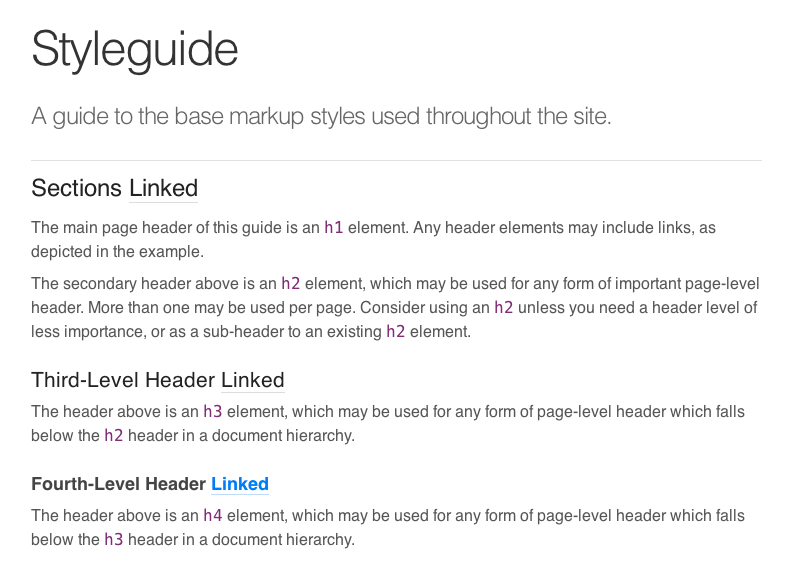 Styleguide
A guide to the base markup styles used throughout the site.
Sections Linked
The main page header of this guide is an h1 element. Any header elements may include links, as
depicted in the example.
The secondary header above is an h2 element, which may be used for any form of important page-level
header. More than one may be used per page. Consider using an h2 unless you need a header level of
less importance, or as a sub-header to an existing h2 element.
Third-Level Header Linked
The header above is an h3 element, which may be used for any form of page-level header which falls
below the h2 header in a document hierarchy.
Fourth-Level Header Linked
The header above is an h4 element, which may be used for any form of page-level header which falls
below the h3 header in a document hierarchy.